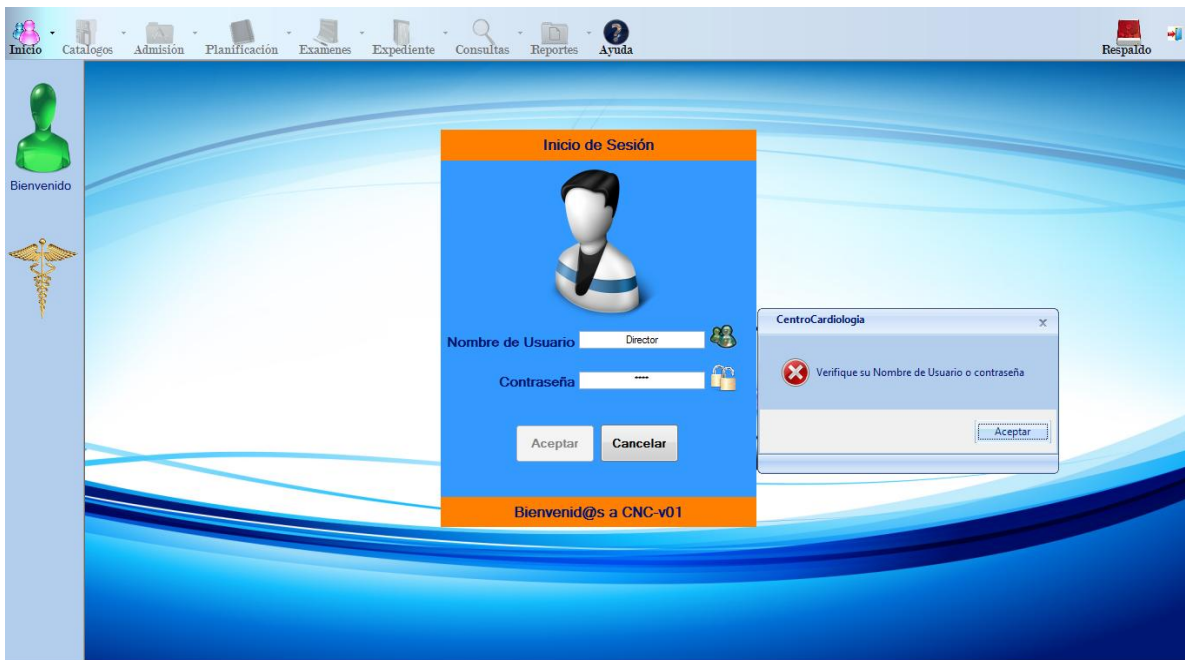 Inicio Catalogos Admisión Planificación Examenes Expediente Consultas Reportes Ayuda Respaldo
Bienvenido
Inicio de Sesión
Nombre de Usuario Director
Contraseña ****
Aceptar Cancelar
Bienvenid@s a CNC-v01
CentroCardiologia x
Verifique su Nombre de Usuario o contraseña
Aceptar